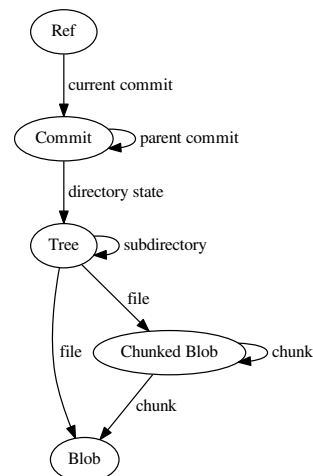 Ref
current commit
Commit
parent commit
directory state
Tree
subdirectory
file
file
Chunked Blob
chunk
chunk
Blob